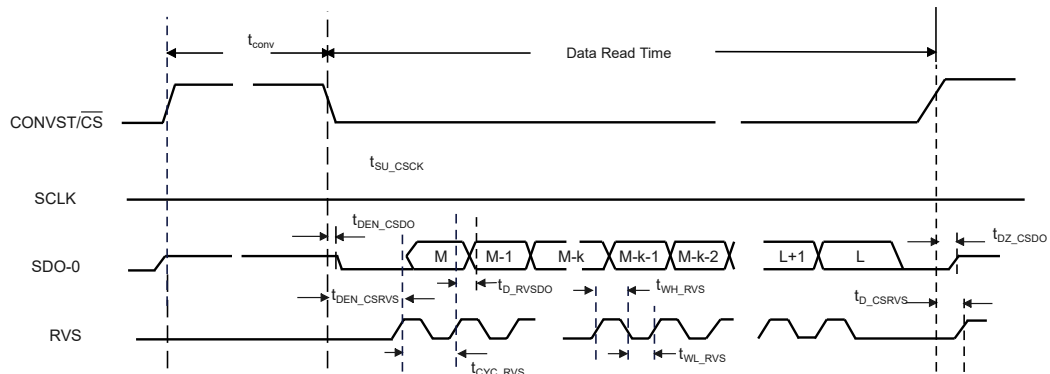 t_conv
Data Read Time
CONVST/C̅S̅
t_SU_CSCK
SCLK
t_DEN_CSDO
t_DZ_CSDO
SDO-0
M M-1 M-k M-k-1 M-k-2 L+1 L
t_DEN_CSRVS t_D_RVSDO t_WH_RVS t_D_CSRVS
RVS
t_CYC_RVS t_WL_RVS